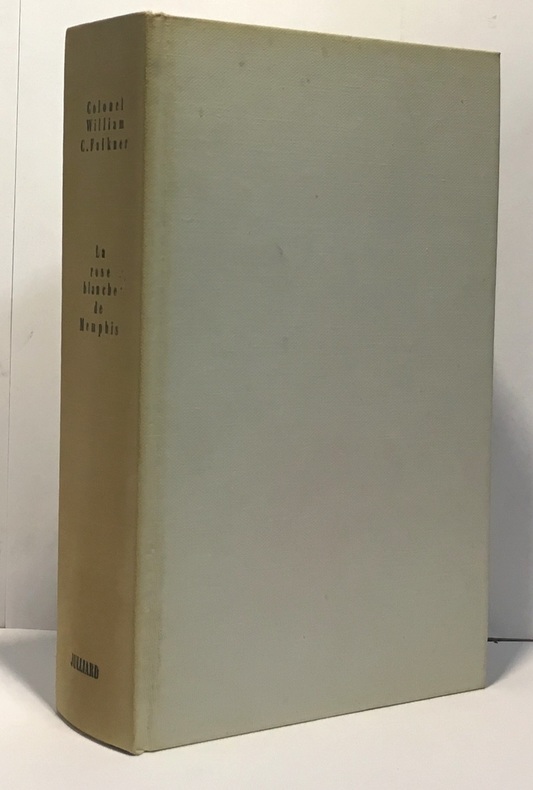 Colonel
William
C. Falkner
La
rose
blanche
de
Memphis
JULLIARD